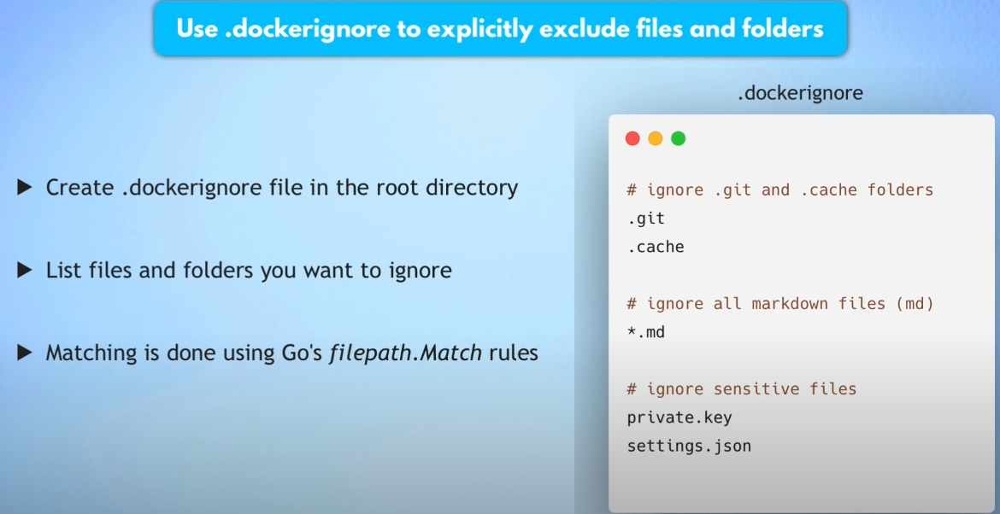 Use .dockerignore to explicitly exclude files and folders
▶ Create .dockerignore file in the root directory
▶ List files and folders you want to ignore
▶ Matching is done using Go's filepath.Match rules
.dockerignore
# ignore .git and .cache folders
.git
.cache
# ignore all markdown files (md)
*.md
# ignore sensitive files
private.key
settings.json